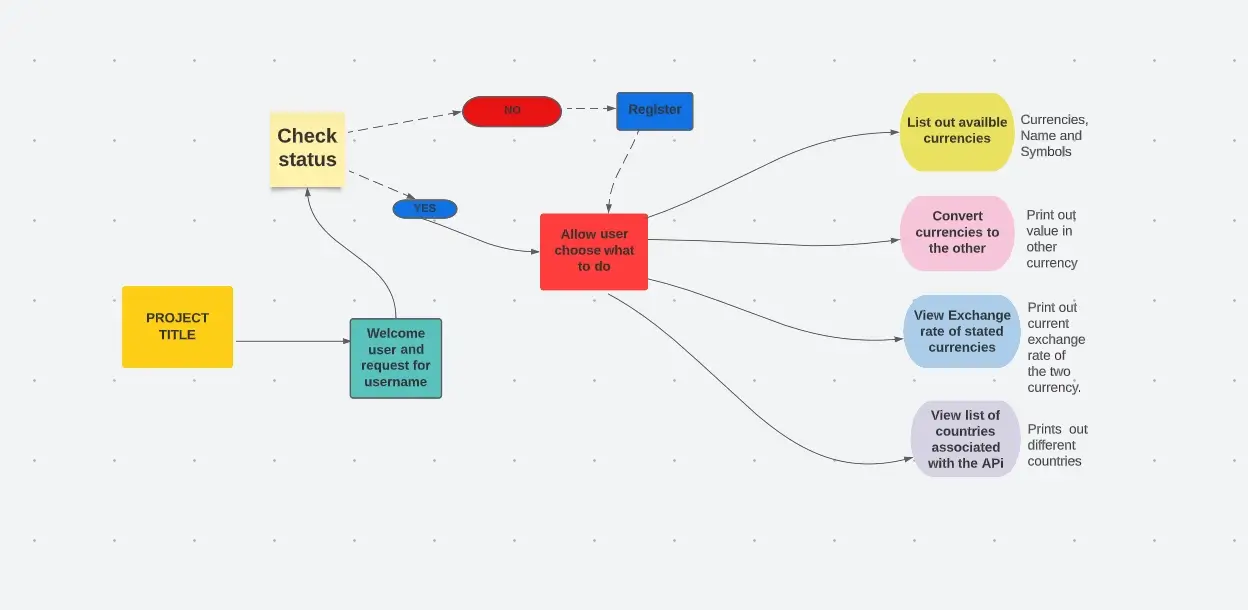 PROJECT
TITLE
Welcome
user and
request for
username
Check
status
NO
YES
Register
Allow user
choose what
to do
List out availble
currencies
Currencies,
Name and
Symbols
Convert
currencies to
the other
Print out,
value in
other
currency
View Exchange
rate of stated
currencies
Print out
current
exchange
rate of
the two
currency.
View list of
countries
associated
with the APi
Prints out
different
countries